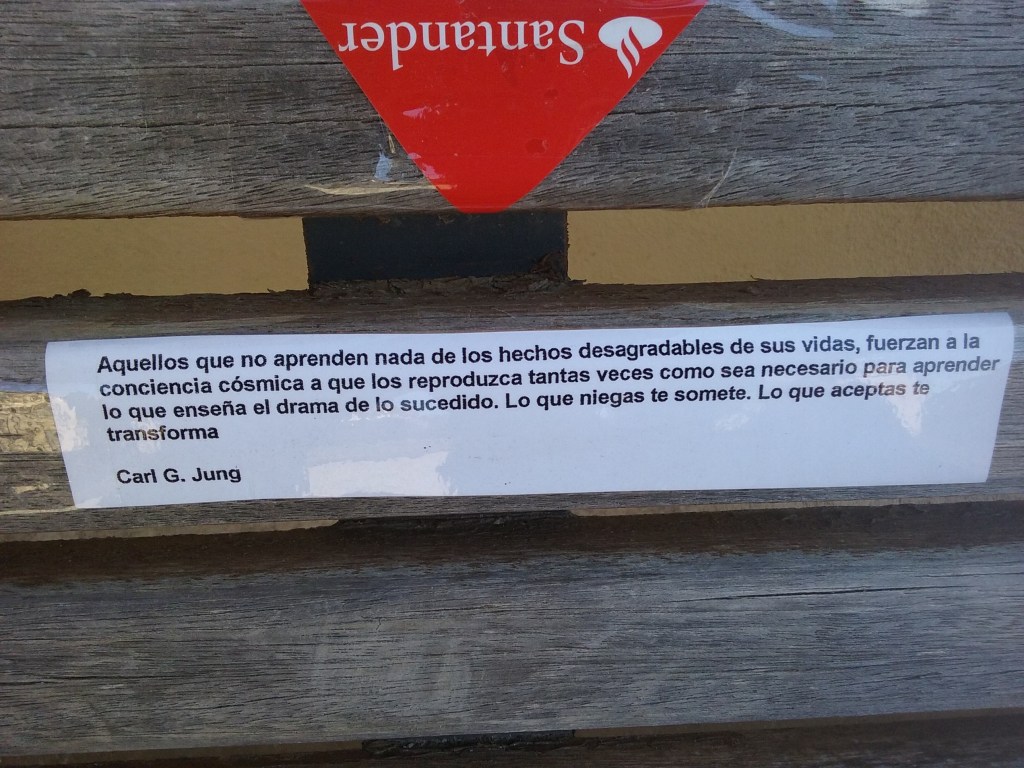 Santander
Aquellos que no aprenden nada de los hechos desagradables de sus vidas, fuerzan a la
conciencia cósmica a que los reproduzca tantas veces como sea necesario para aprender
lo que enseña el drama de lo sucedido. Lo que niegas te somete. Lo que aceptas te
transforma
Carl G. Jung